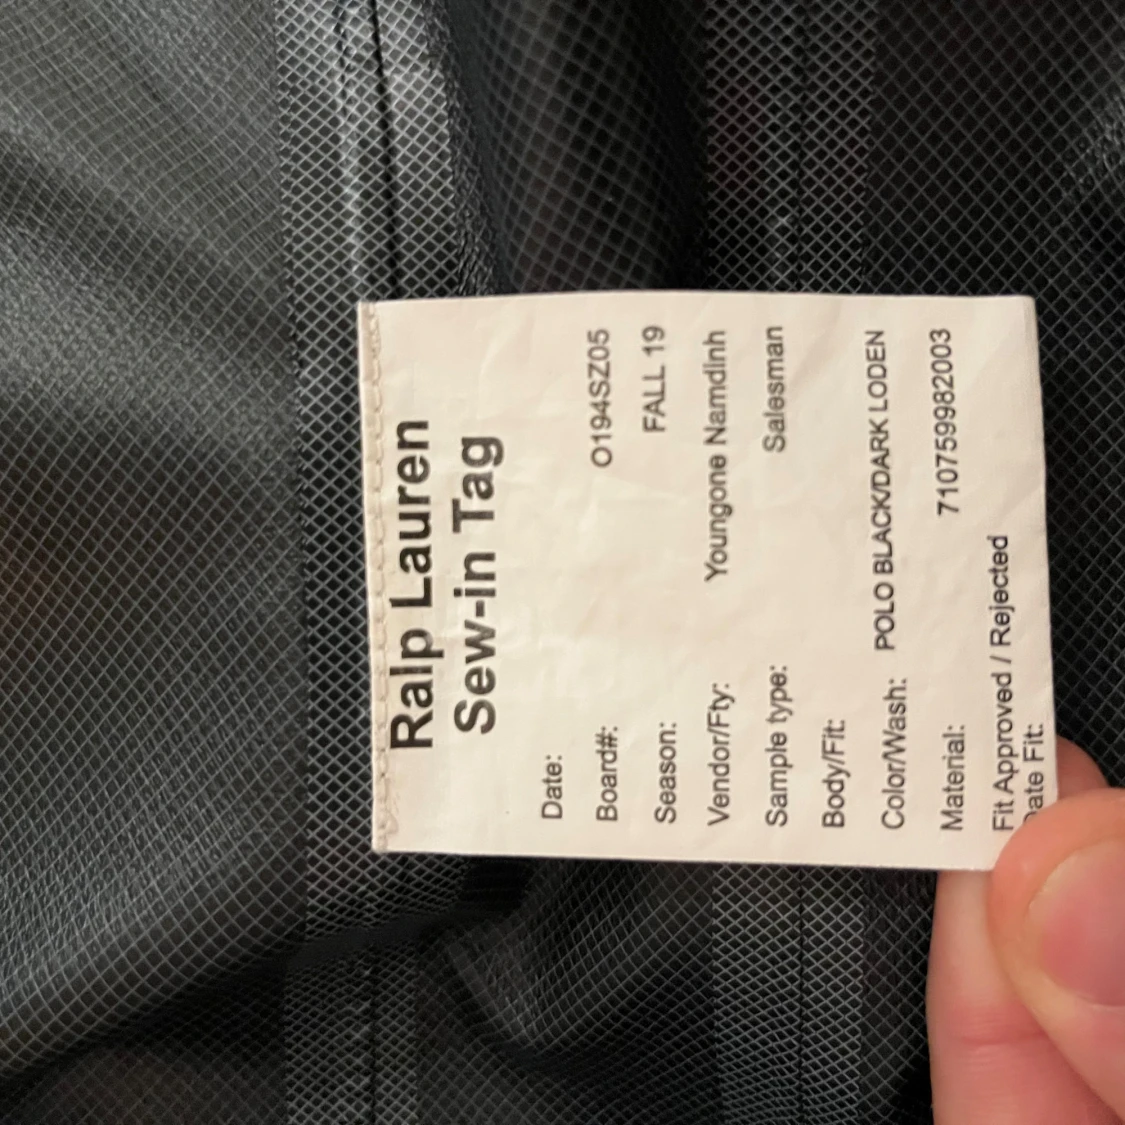 Ralp Lauren
Sew-in Tag
Date:
Board#: O194SZ05
Season: FALL 19
Vendor/Fty: Youngone Namdinh
Sample type: Salesman
Body/Fit:
Color/Wash: POLO BLACK/DARK LODEN
Material: 710759982003
Fit Approved / Rejected
ate Fit: